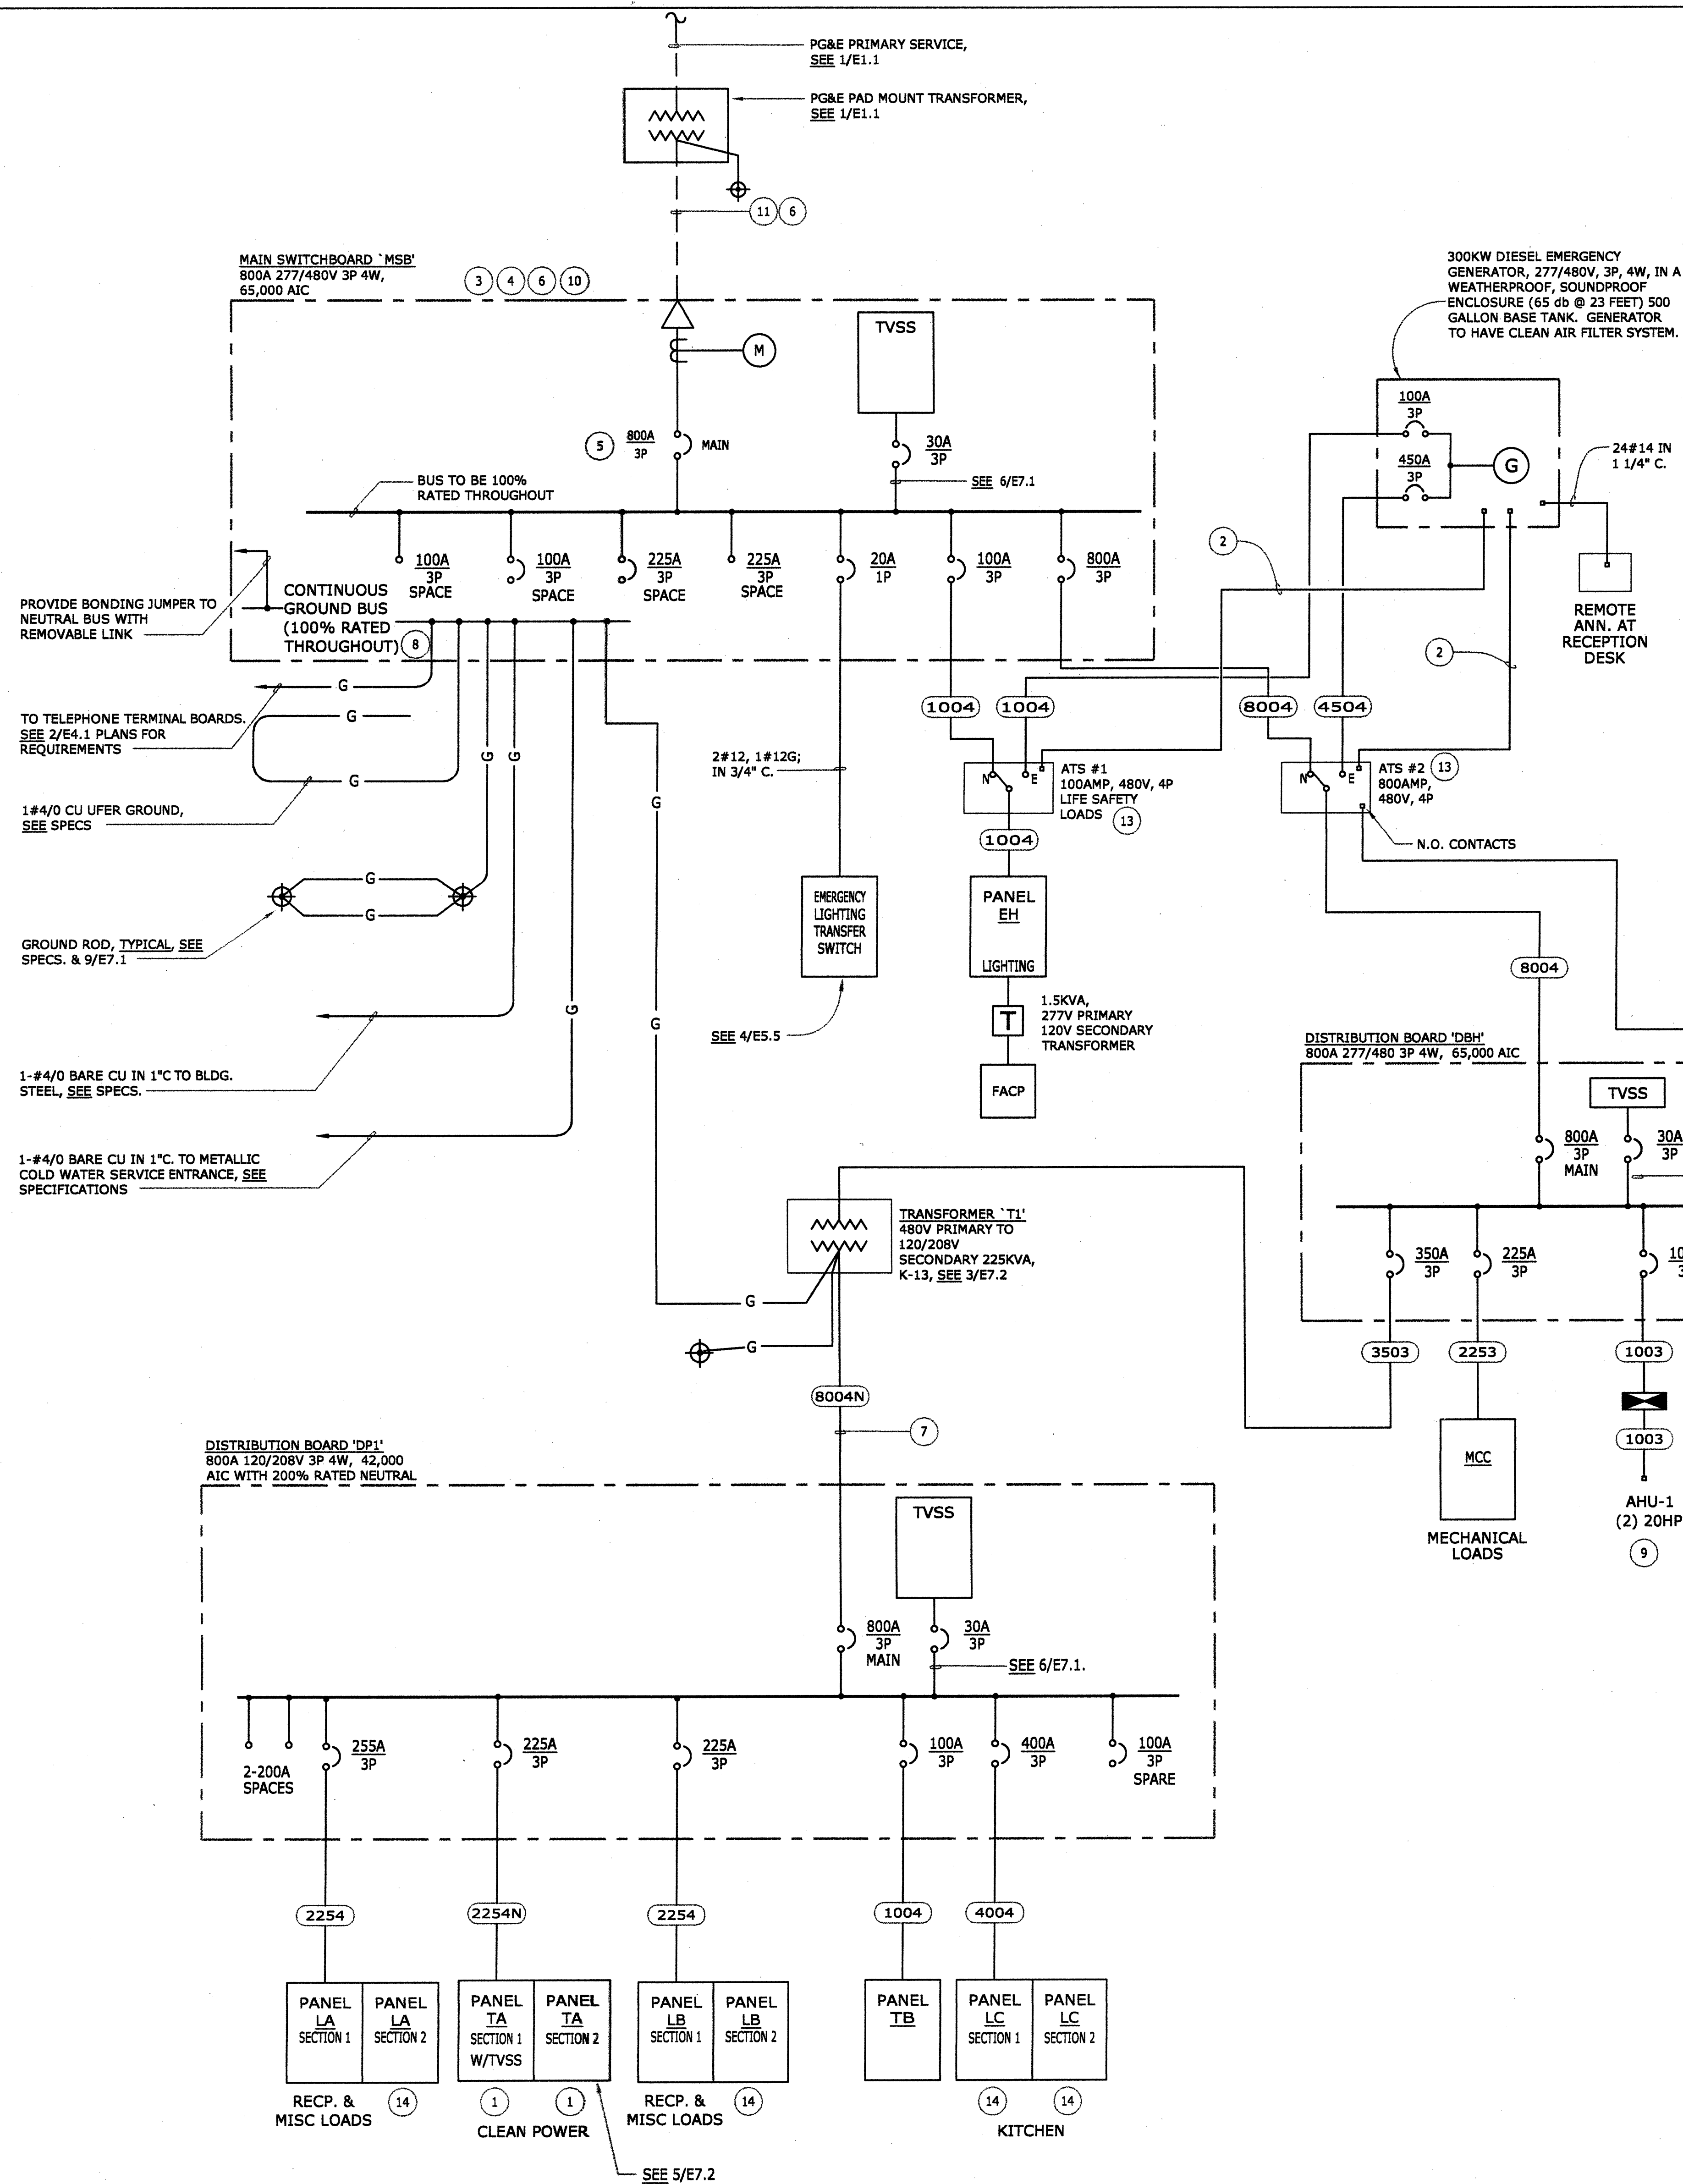 PG&E PRIMARY SERVICE,
SEE 1/E1.1
PG&E PAD MOUNT TRANSFORMER,
SEE 1/E1.1
11
6
MAIN SWITCHBOARD `MSB'
800A 277/480V 3P 4W,
65,000 AIC
3
4
6
10
TVSS
M
5
800A
3P
MAIN
30A
3P
SEE 6/E7.1
BUS TO BE 100%
RATED THROUGHOUT
100A
3P
SPACE
100A
3P
SPACE
225A
3P
SPACE
225A
3P
SPACE
20A
1P
100A
3P
800A
3P
PROVIDE BONDING JUMPER TO
NEUTRAL BUS WITH
REMOVABLE LINK
CONTINUOUS
GROUND BUS
(100% RATED
THROUGHOUT)
8
300KW DIESEL EMERGENCY
GENERATOR, 277/480V, 3P, 4W, IN A
WEATHERPROOF, SOUNDPROOF
ENCLOSURE (65 db @ 23 FEET) 500
GALLON BASE TANK. GENERATOR
TO HAVE CLEAN AIR FILTER SYSTEM.
100A
3P
450A
3P
G
24#14 IN
1 1/4" C.
2
2
REMOTE
ANN. AT
RECEPTION
DESK
G
TO TELEPHONE TERMINAL BOARDS.
SEE 2/E4.1 PLANS FOR
REQUIREMENTS
G
G
G
G
1#4/0 CU UFER GROUND,
SEE SPECS
G
G
G
GROUND ROD, TYPICAL, SEE
SPECS. & 9/E7.1
G
G
1-#4/0 BARE CU IN 1"C TO BLDG.
STEEL, SEE SPECS.
1-#4/0 BARE CU IN 1"C. TO METALLIC
COLD WATER SERVICE ENTRANCE, SEE
SPECIFICATIONS
2#12, 1#12G;
IN 3/4" C.
1004
1004
8004
4504
N
E
ATS #1
100AMP, 480V, 4P
LIFE SAFETY
LOADS
13
N
E
ATS #2
13
800AMP,
480V, 4P
N.O. CONTACTS
1004
EMERGENCY
LIGHTING
TRANSFER
SWITCH
SEE 4/E5.5
PANEL
EH
LIGHTING
T
1.5KVA,
277V PRIMARY
120V SECONDARY
TRANSFORMER
FACP
8004
DISTRIBUTION BOARD 'DBH'
800A 277/480 3P 4W, 65,000 AIC
TVSS
800A
3P
MAIN
30A
3P
350A
3P
225A
3P
10
3503
2253
1003
1003
MCC
MECHANICAL
LOADS
AHU-1
(2) 20HP
9
TRANSFORMER `T1'
480V PRIMARY TO
120/208V
SECONDARY 225KVA,
K-13, SEE 3/E7.2
G
G
8004N
7
DISTRIBUTION BOARD 'DP1'
800A 120/208V 3P 4W, 42,000
AIC WITH 200% RATED NEUTRAL
TVSS
800A
3P
MAIN
30A
3P
SEE 6/E7.1.
2-200A
SPACES
255A
3P
225A
3P
225A
3P
100A
3P
400A
3P
100A
3P
SPARE
2254
2254N
2254
1004
4004
PANEL
LA
SECTION 1
PANEL
LA
SECTION 2
RECP. &
MISC LOADS
14
PANEL
TA
SECTION 1
W/TVSS
PANEL
TA
SECTION 2
1
1
CLEAN POWER
SEE 5/E7.2
PANEL
LB
SECTION 1
PANEL
LB
SECTION 2
RECP. &
MISC LOADS
14
PANEL
TB
PANEL
LC
SECTION 1
PANEL
LC
SECTION 2
14
14
KITCHEN